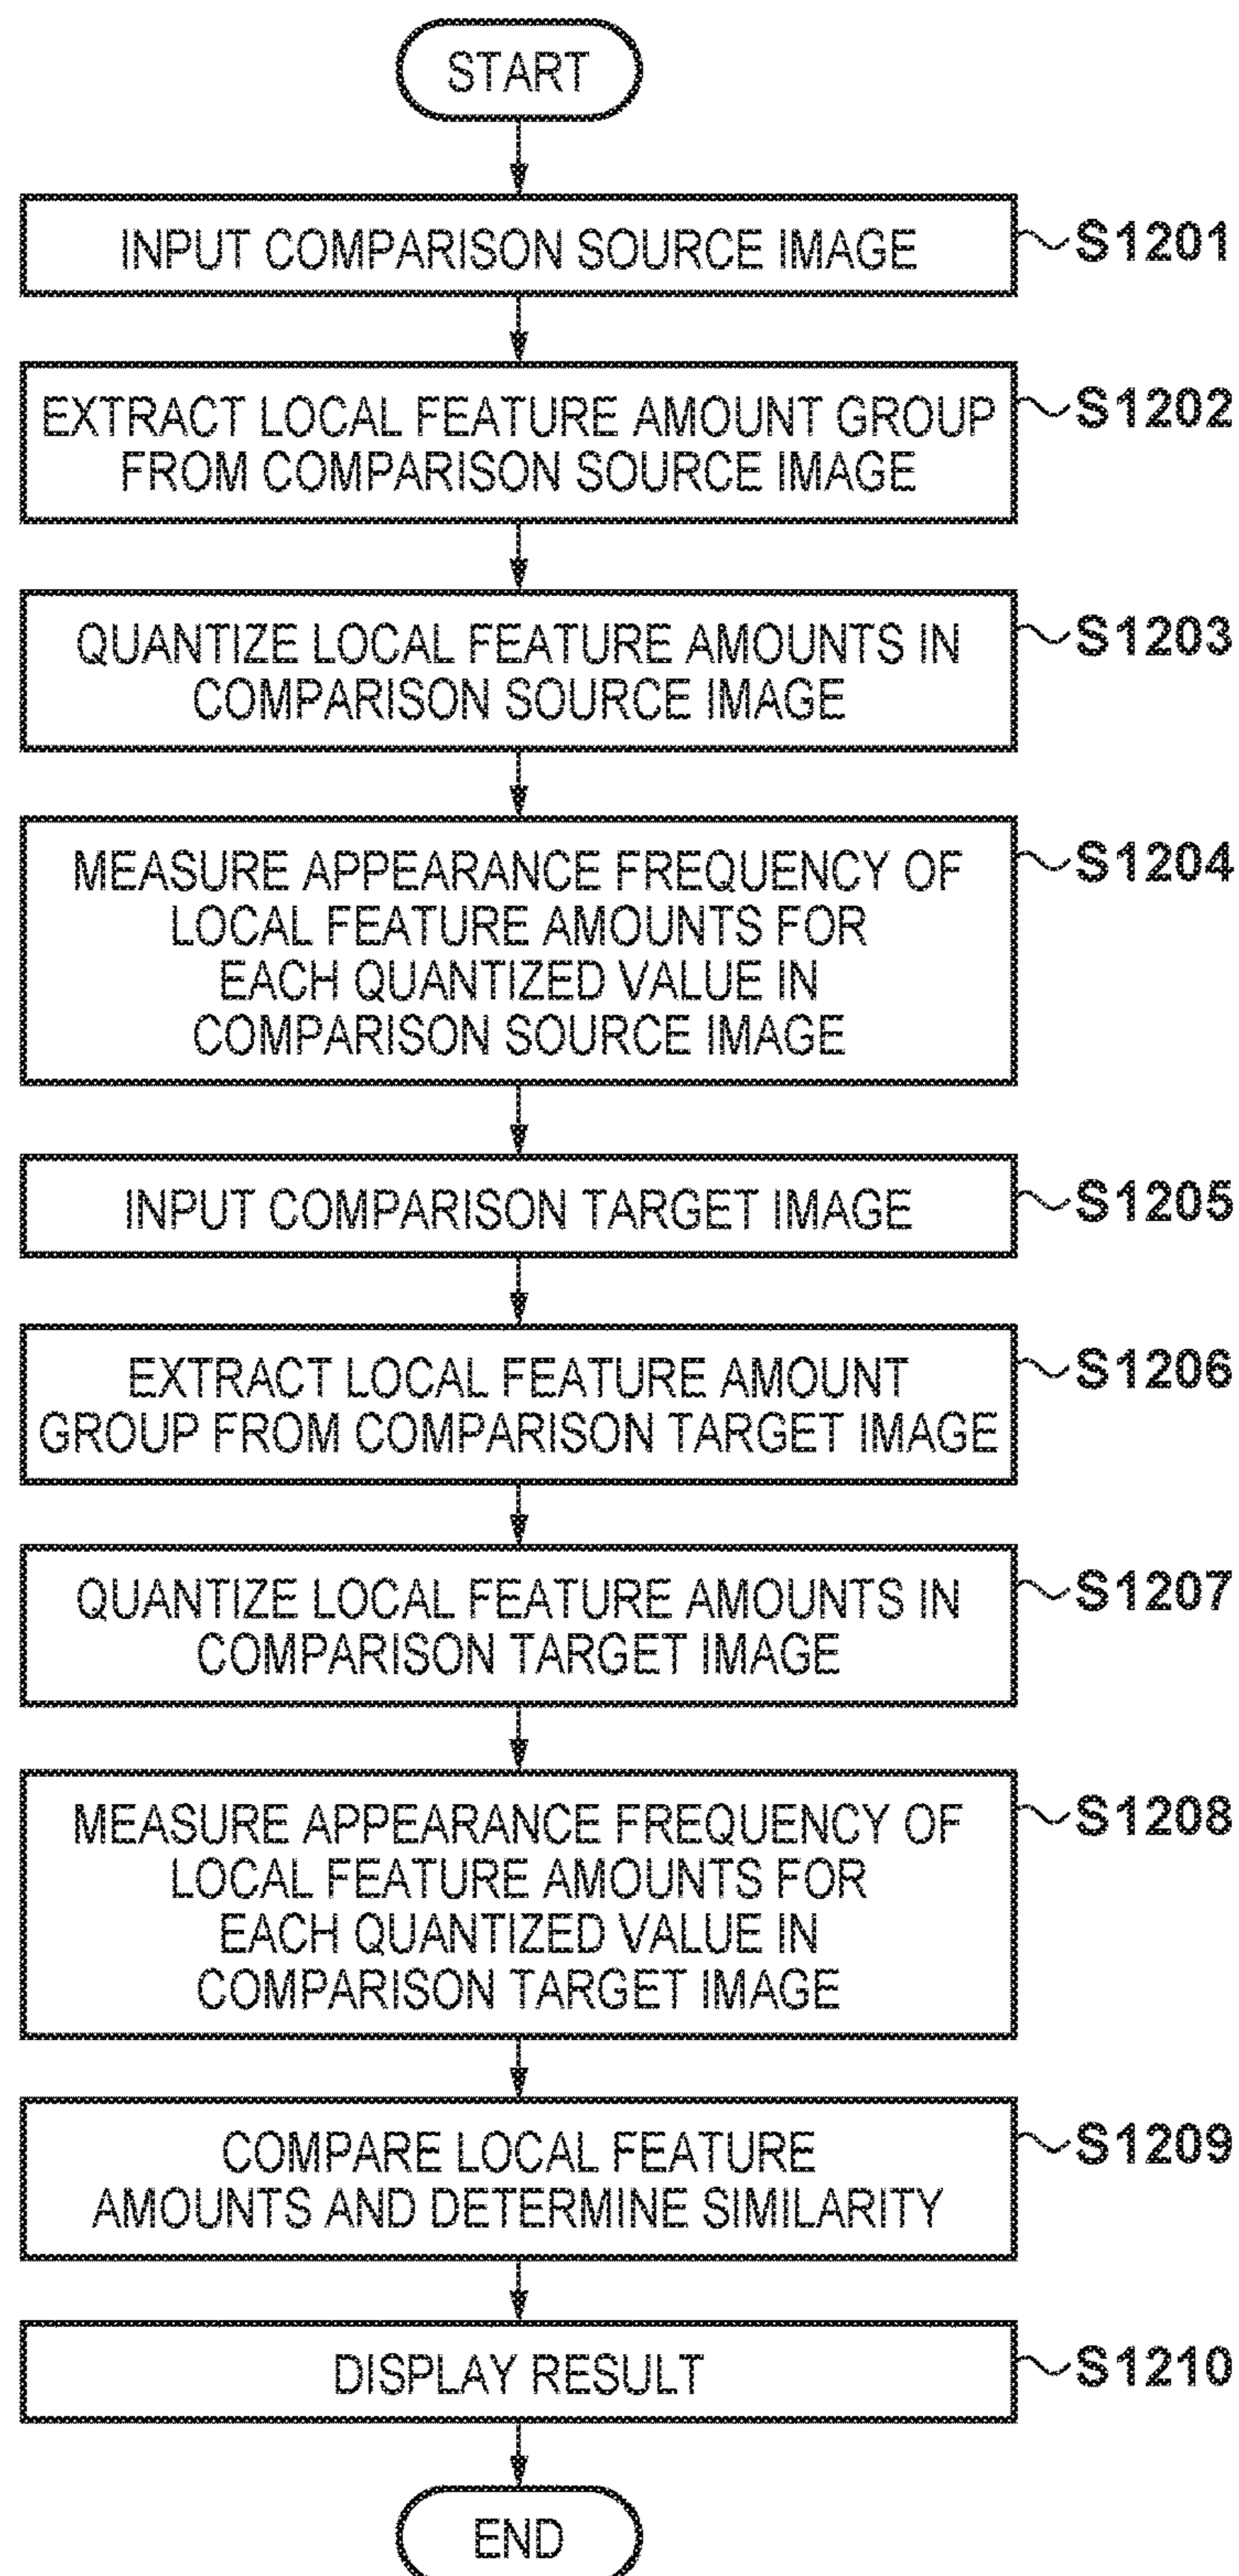 START
INPUT COMPARISON SOURCE IMAGE
S1201
EXTRACT LOCAL FEATURE AMOUNT GROUP
FROM COMPARISON SOURCE IMAGE
S1202
QUANTIZE LOCAL FEATURE AMOUNTS IN
COMPARISON SOURCE IMAGE
S1203
MEASURE APPEARANCE FREQUENCY OF
LOCAL FEATURE AMOUNTS FOR
EACH QUANTIZED VALUE IN
COMPARISON SOURCE IMAGE
S1204
INPUT COMPARISON TARGET IMAGE
S1205
EXTRACT LOCAL FEATURE AMOUNT
GROUP FROM COMPARISON TARGET IMAGE
S1206
QUANTIZE LOCAL FEATURE AMOUNTS IN
COMPARISON TARGET IMAGE
S1207
MEASURE APPEARANCE FREQUENCY OF
LOCAL FEATURE AMOUNTS FOR
EACH QUANTIZED VALUE IN
COMPARISON TARGET IMAGE
S1208
COMPARE LOCAL FEATURE
AMOUNTS AND DETERMINE SIMILARITY
S1209
DISPLAY RESULT
S1210
END